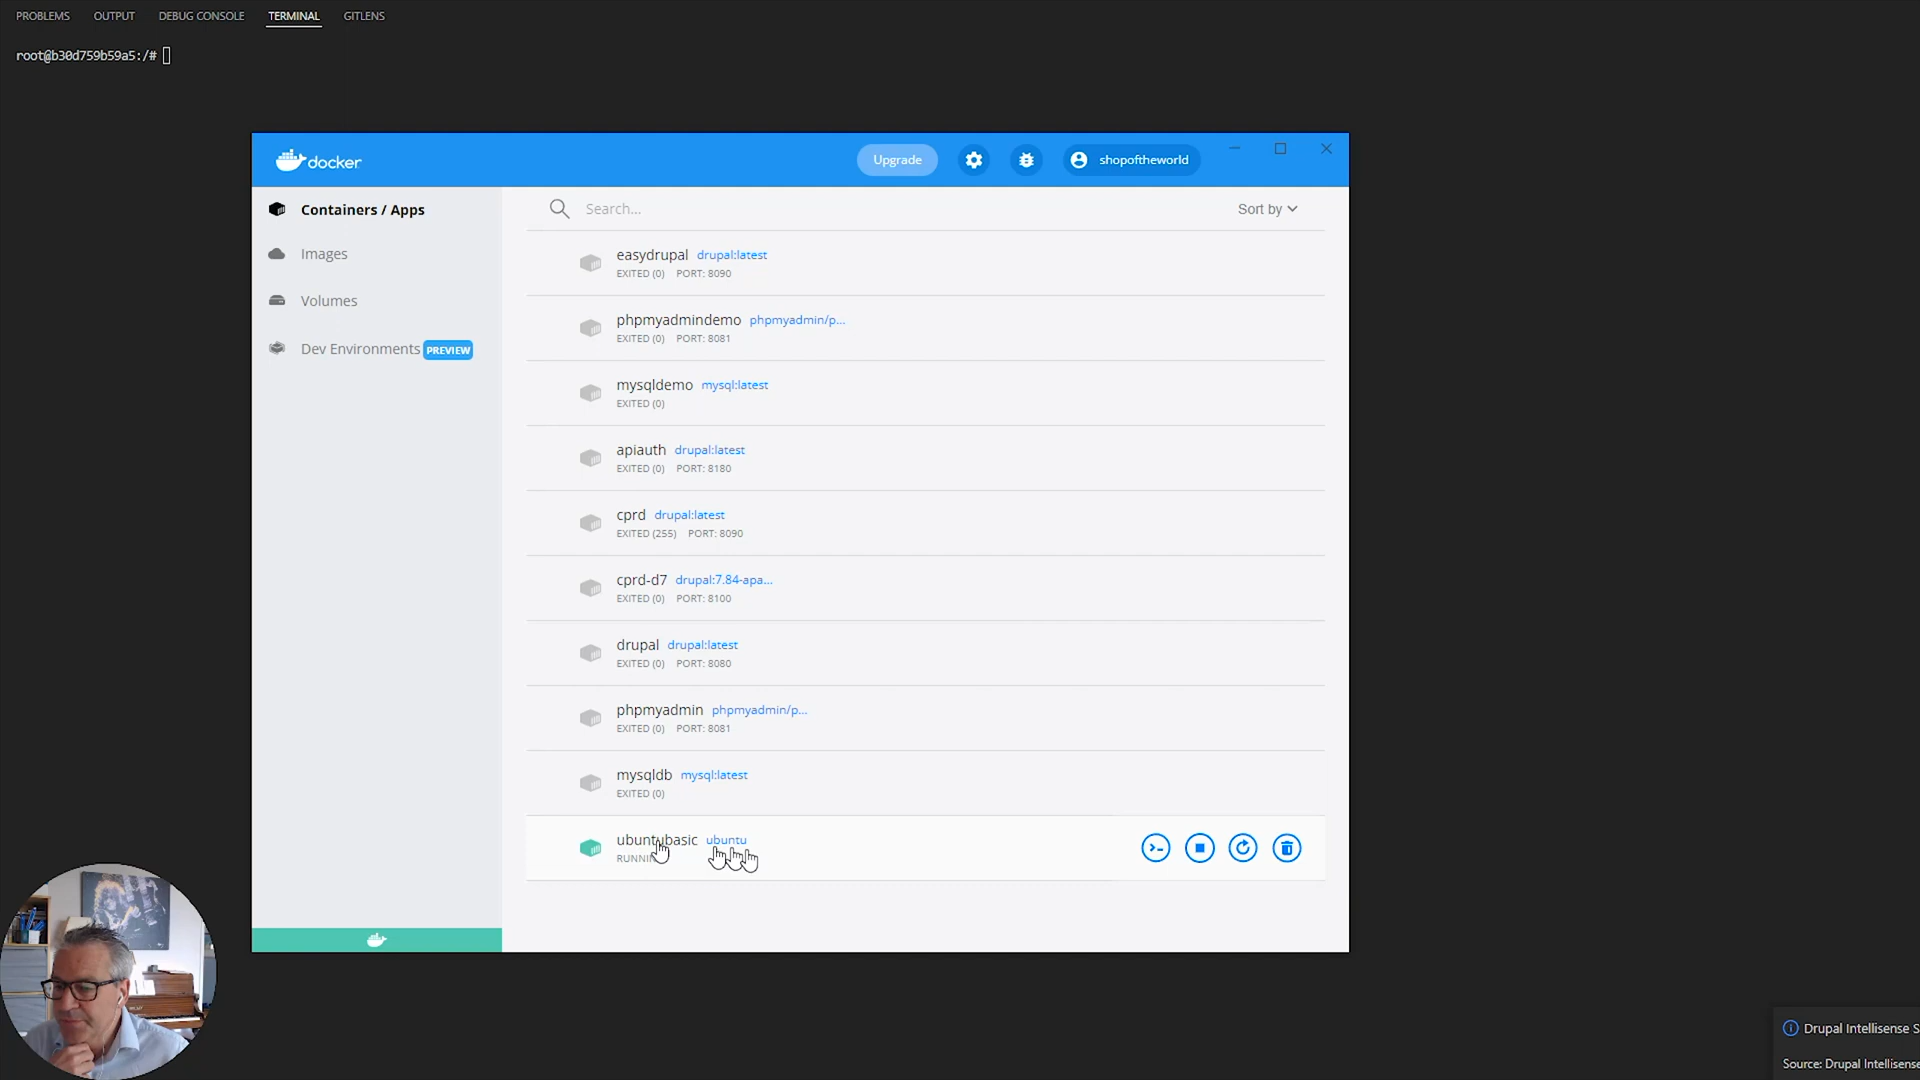 PROBLEMS OUTPUT DEBUG CONSOLE TERMINAL GITLENS
root@b30d759b59a5:/#
docker
Upgrade
shopoftheworld
Containers / Apps
Images
Volumes
Dev Environments PREVIEW
Search...
Sort by
easydrupal drupal:latest
EXITED (0) PORT: 8090
phpmyadmindemo phpmyadmin/p...
EXITED (0) PORT: 8081
mysqldemo mysql:latest
EXITED (0)
apiauth drupal:latest
EXITED (0) PORT: 8180
cprd drupal:latest
EXITED (255) PORT: 8090
cprd-d7 drupal:7.84-apa...
EXITED (0) PORT: 8100
drupal drupal:latest
EXITED (0) PORT: 8080
phpmyadmin phpmyadmin/p...
EXITED (0) PORT: 8081
mysqldb mysql:latest
EXITED (0)
ubuntubasic ubuntu
RUNNIN
Drupal Intellisense S
Source: Drupal Intellisense